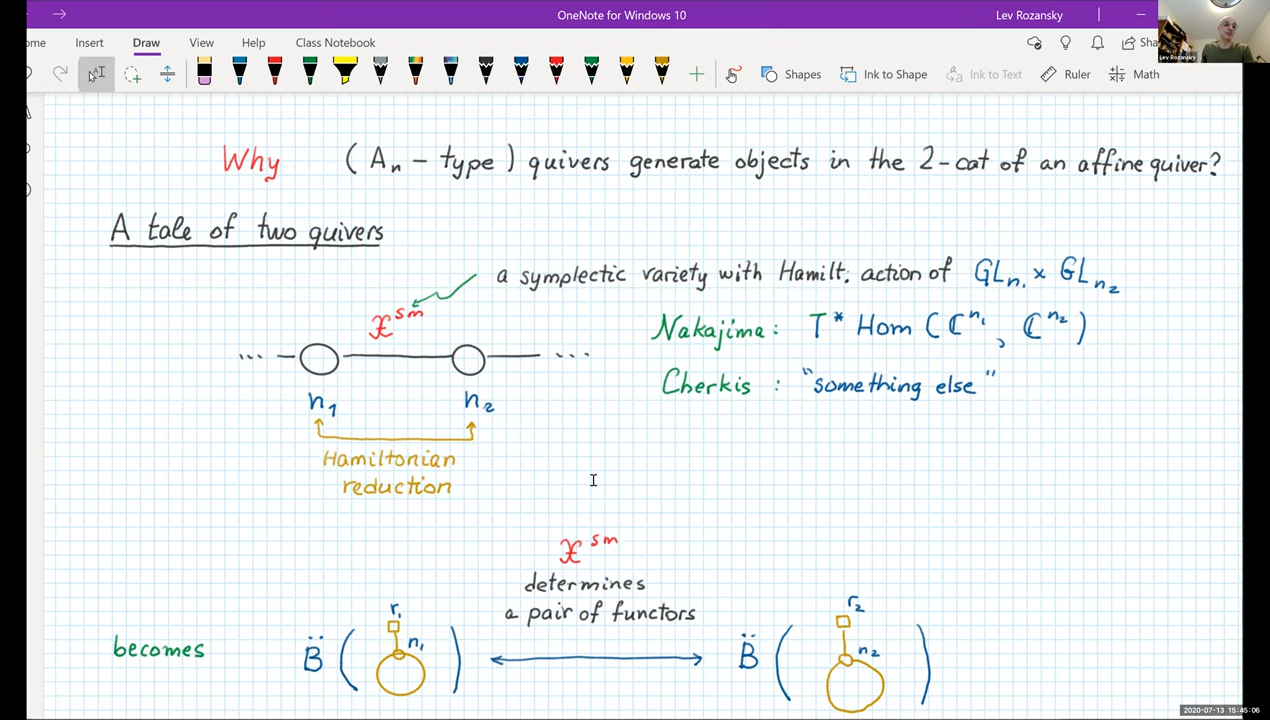 OneNote for Windows 10
Lev Rozansky
ome Insert Draw View Help Class Notebook
Sha
Lev Rozansky
Shapes Ink to Shape Ink to Text Ruler Math
Why (Aₙ - type) quivers generate objects in the 2-cat of an affine quiver?
A tale of two quivers
a symplectic variety with Hamilt. action of GLₙ₁ × GLₙ₂
𝒳ˢᵐ
Nakajima: T* Hom (ℂⁿ¹, ℂⁿ²)
... ...
Cherkis : "something else"
n₁ n₂
Hamiltonian
reduction
𝒳ˢᵐ
determines
a pair of functors
r₁ r₂
becomes B̈ ( n₁ ) B̈ ( n₂ )
2020-07-13 15:45:06